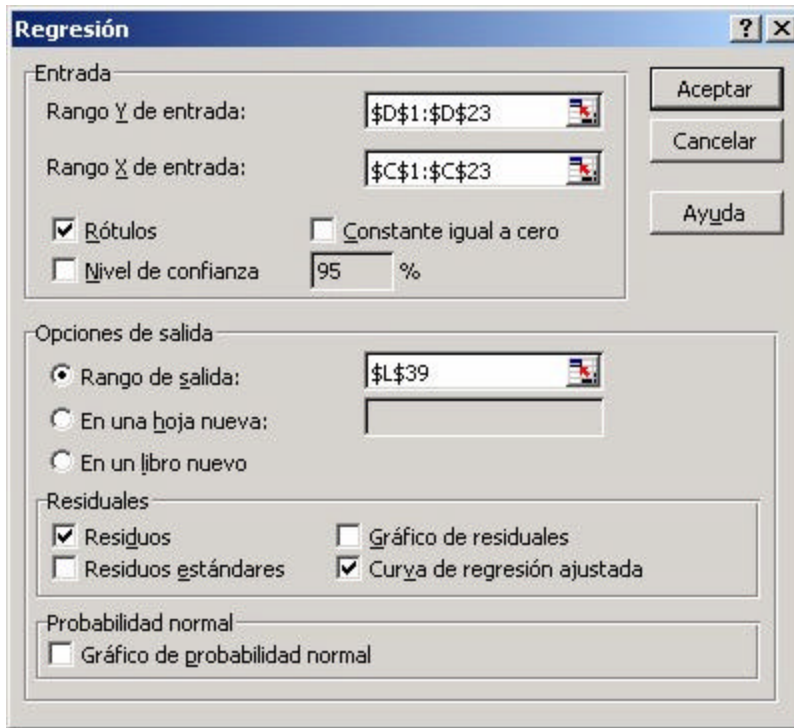 Regresión
Entrada
Rango Y de entrada: $D$1:$D$23
Rango X de entrada: $C$1:$C$23
Rótulos Constante igual a cero
Nivel de confianza 95 %
Aceptar
Cancelar
Ayuda
Opciones de salida
Rango de salida: $L$39
En una hoja nueva:
En un libro nuevo
Residuales
Residuos Gráfico de residuales
Residuos estándares Curva de regresión ajustada
Probabilidad normal
Gráfico de probabilidad normal